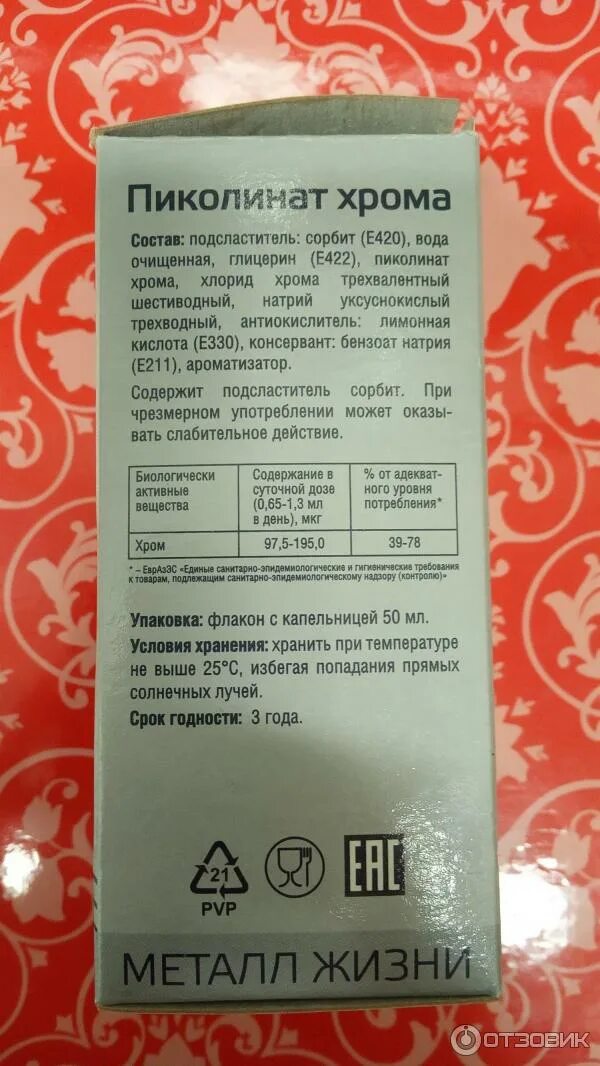 Пиколинат хрома
Состав: подсластитель: сорбит (Е420), вода
очищенная, глицерин (Е422), пиколинат
хрома, хлорид хрома трехвалентный
шестиводный, натрий уксуснокислый
трехводный, антиокислитель: лимонная
кислота (Е330), консервант: бензоат натрия
(Е211), ароматизатор.
Содержит подсластитель сорбит. При
чрезмерном употреблении может оказы-
вать слабительное действие.
Биологически активные вещества | Содержание в суточной дозе (0,65-1,3 мл в день), мкг | % от адекват-ного уровня потребления*
Хром | 97,5-195,0 | 39-78
* – ЕврАзЭС «Единые санитарно-эпидемиологические и гигиенические требования
к товарам, подлежащим санитарно-эпидемиологическому надзору (контролю)»
Упаковка: флакон с капельницей 50 мл.
Условия хранения: хранить при температуре
не выше 25°С, избегая попадания прямых
солнечных лучей.
Срок годности: 3 года.
21
PVP
EAC
МЕТАЛЛ ЖИЗНИ
ОТЗОВИК